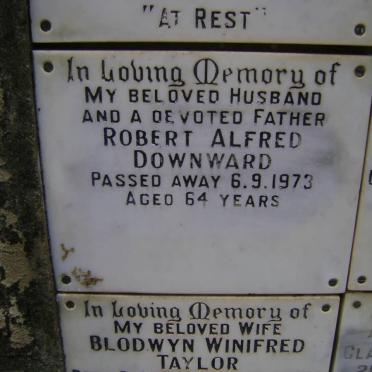 "At Rest"
In Loving Memory of
My beloved Husband
and a devoted Father
Robert Alfred
Downward
Passed away 6.9.1973
Aged 64 years
In Loving Memory of
My beloved Wife
Blodwyn Winifred
Taylor